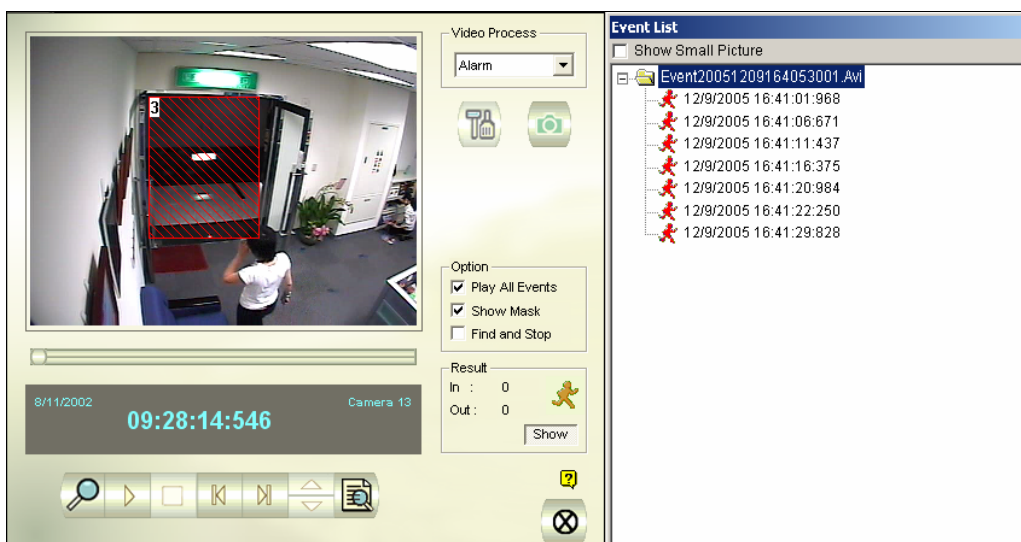 Video Process
Alarm
3
Option
Play All Events
Show Mask
Find and Stop
Result
In : 0
Out : 0
Show
8/11/2002
Camera 13
09:28:14:546
?
Event List
Show Small Picture
Event20051209164053001.Avi
12/9/2005 16:41:01:968
12/9/2005 16:41:06:671
12/9/2005 16:41:11:437
12/9/2005 16:41:16:375
12/9/2005 16:41:20:984
12/9/2005 16:41:22:250
12/9/2005 16:41:29:828